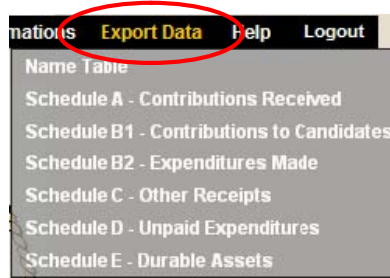 mations Export Data Help Logout
Name Table
Schedule A - Contributions Received
Schedule B1 - Contributions to Candidates
Schedule B2 - Expenditures Made
Schedule C - Other Receipts
Schedule D - Unpaid Expenditures
Schedule E - Durable Assets